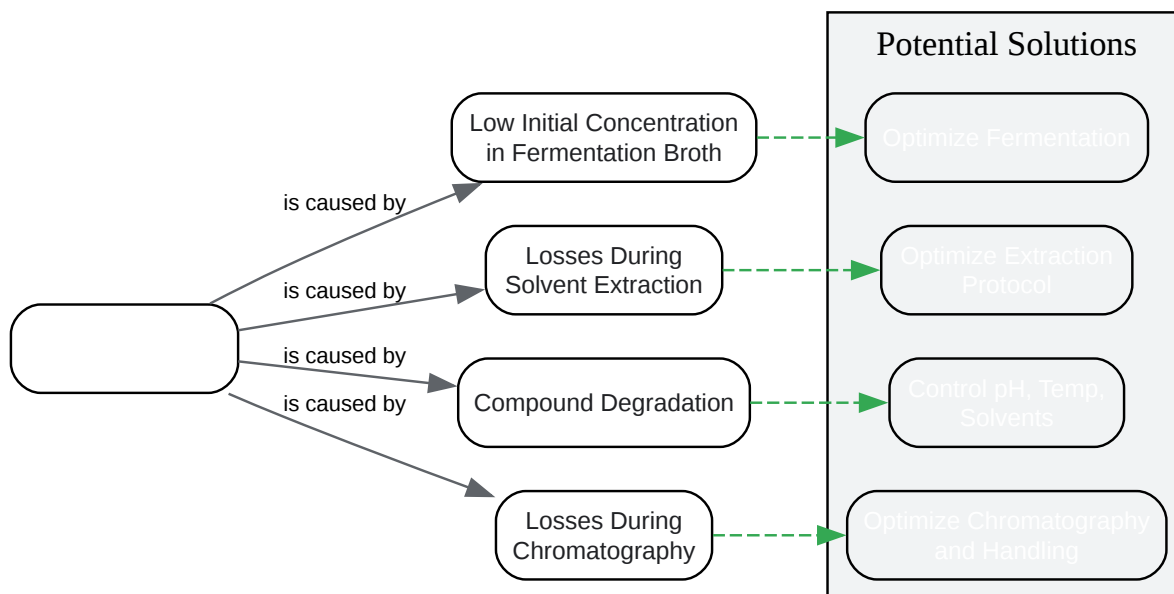 Potential Solutions
Low Initial Concentration
in Fermentation Broth
Optimize Fermentation
is caused by
Losses During
Solvent Extraction
Optimize Extraction
Protocol
is caused by
is caused by
Compound Degradation
Control pH, Temp,
Solvents
is caused by
Losses During
Chromatography
Optimize Chromatography
and Handling